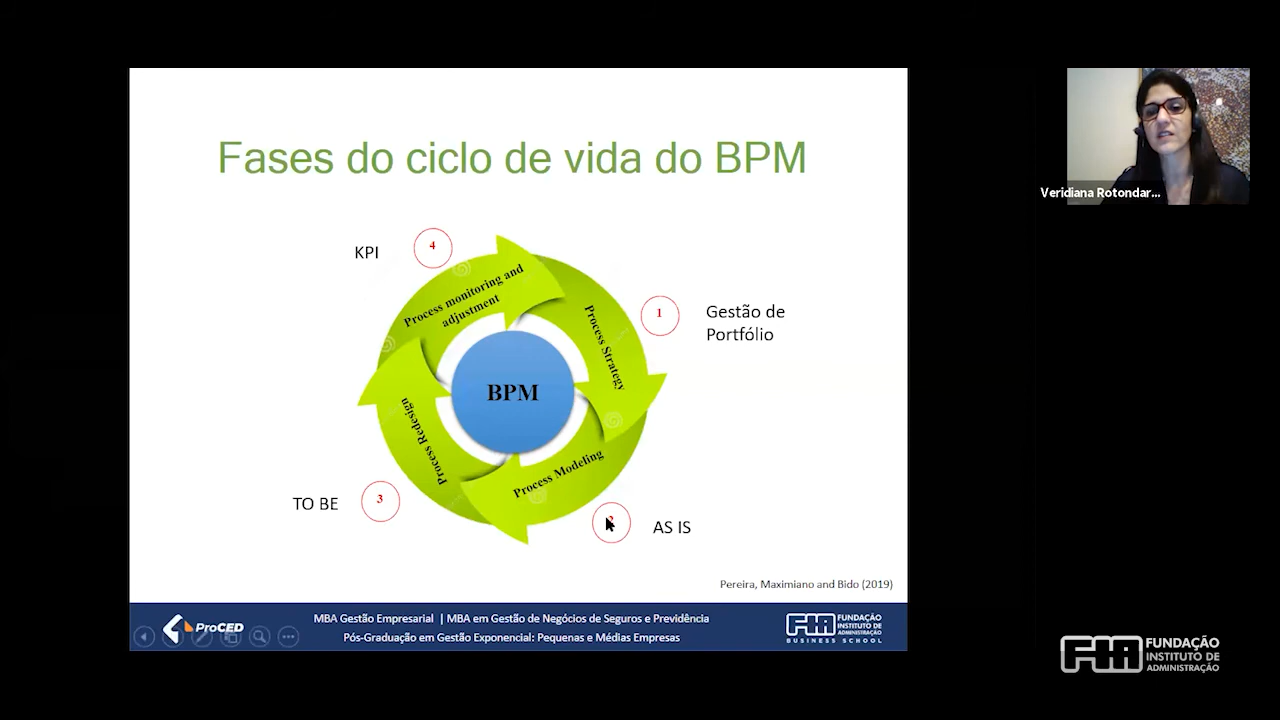 Fases do ciclo de vida do BPM
KPI
4
Process monitoring and
adjustment
1
Gestão de
Portfólio
Process Strategy
BPM
Process Redesign
Process Modeling
TO BE
3
AS IS
Pereira, Maximiano and Bido (2019)
ProCED
MBA Gestão Empresarial | MBA em Gestão de Negócios de Seguros e Previdência
Pós-Graduação em Gestão Exponencial: Pequenas e Médias Empresas
FIA
FUNDAÇÃO
INSTITUTO DE
ADMINISTRAÇÃO
BUSINESS SCHOOL
Veridiana Rotondar...
FIA
FUNDAÇÃO
INSTITUTO DE
ADMINISTRAÇÃO